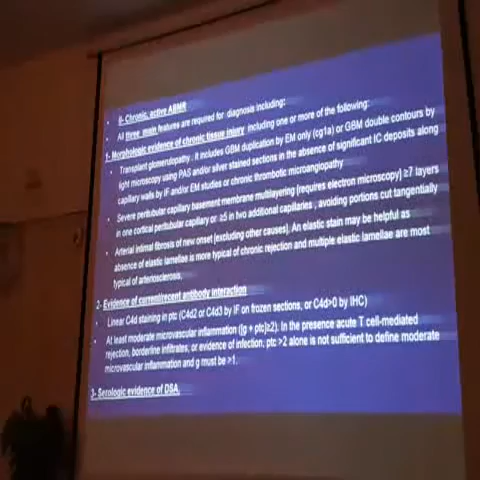 II- Chronic, active ABMR
• All three main features are required for diagnosis including:
1- Morphologic evidence of chronic tissue injury including one or more of the following:
• Transplant glomerulopathy. It includes GBM duplication by EM only (cg1a) or GBM double contours by
light microscopy using PAS and/or silver stained sections in the absence of significant IC deposits along
capillary walls by IF and/or EM studies or chronic thrombotic microangiopathy
• Severe peritubular capillary basement membrane multilayering [requires electron microscopy] ≥7 layers
in one cortical peritubular capillary or ≥5 in two additional capillaries, avoiding portions cut tangentially
• Arterial intimal fibrosis of new onset [excluding other causes]. An elastic stain may be helpful as
absence of elastic lamellae is more typical of chronic rejection and multiple elastic lamellae are most
typical of arteriosclerosis.
2- Evidence of current/recent antibody interaction
• Linear C4d staining in ptc (C4d2 or C4d3 by IF on frozen sections, or C4d>0 by IHC)
• At least moderate microvascular inflammation ([g + ptc]≥2). In the presence acute T cell-mediated
rejection, borderline infiltrates, or evidence of infection, ptc >2 alone is not sufficient to define moderate
microvascular inflammation and g must be >1.
3- Serologic evidence of DSA.